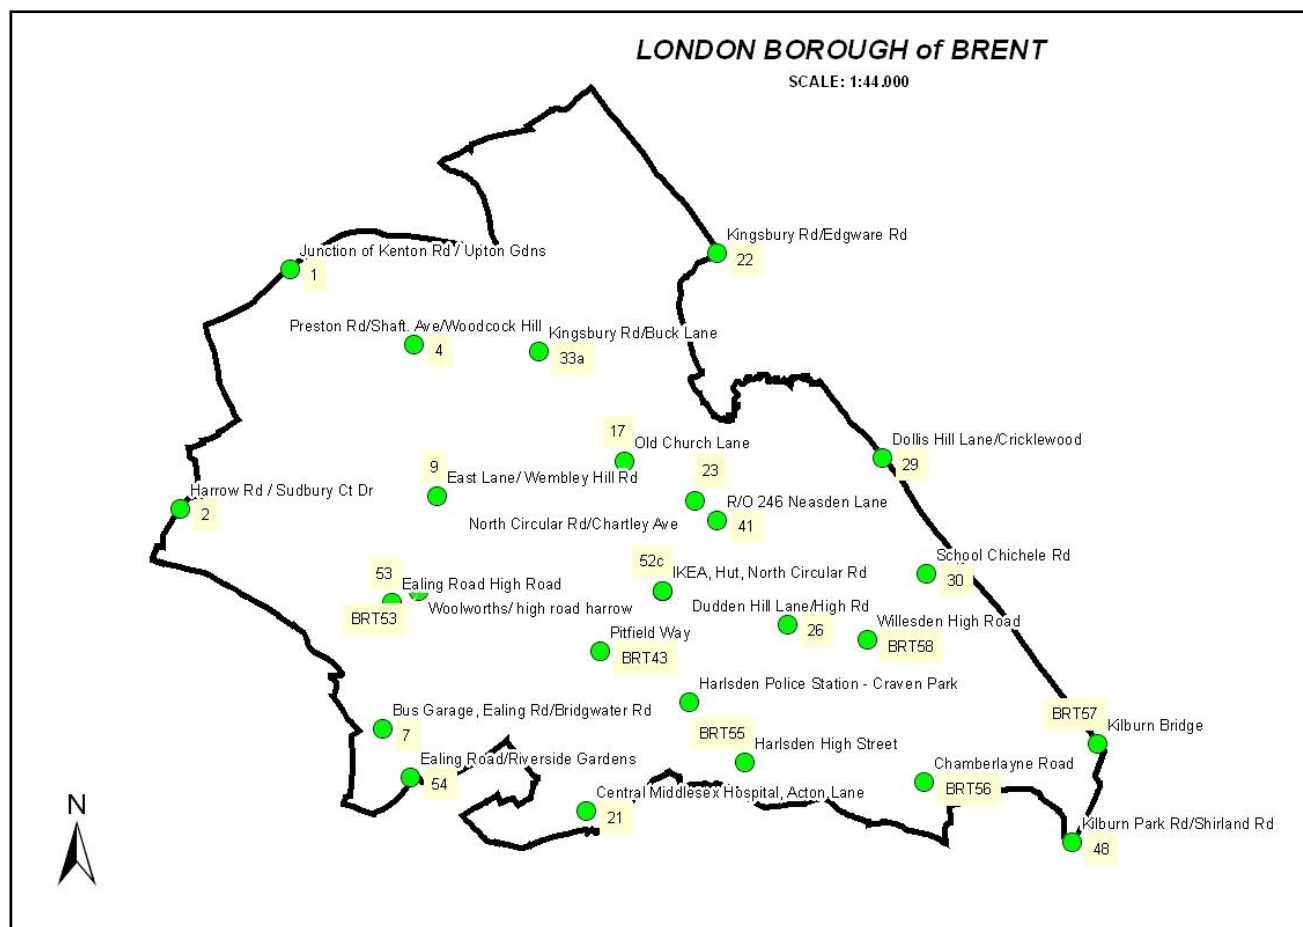 LONDON BOROUGH of BRENT
SCALE: 1:44.000
Kingsbury Rd/Edgware Rd
22
Junction of Kenton Rd / Upton Gdns
1
Preston Rd/Shaft. Ave/Woodcock Hill
4
Kingsbury Rd/Buck Lane
33a
17
Old Church Lane
Dollis Hill Lane/Cricklewood
29
9
East Lane/ Wembley Hill Rd
23
Harrow Rd / Sudbury Ct Dr
2
R/O 246 Neasden Lane
41
North Circular Rd/Chartley Ave
School Chichele Rd
30
52c
IKEA, Hut, North Circular Rd
53
Ealing Road High Road
BRT53
Woolworths/ high road harrow
Dudden Hill Lane/High Rd
26
Willesden High Road
BRT58
Pitfield Way
BRT43
Harlsden Police Station - Craven Park
Bus Garage, Ealing Rd/Bridgwater Rd
7
BRT55
Harlsden High Street
BRT57
Kilburn Bridge
Ealing Road/Riverside Gardens
54
Chamberlayne Road
BRT56
Central Middlesex Hospital, Acton Lane
21
Kilburn Park Rd/Shirland Rd
48
N